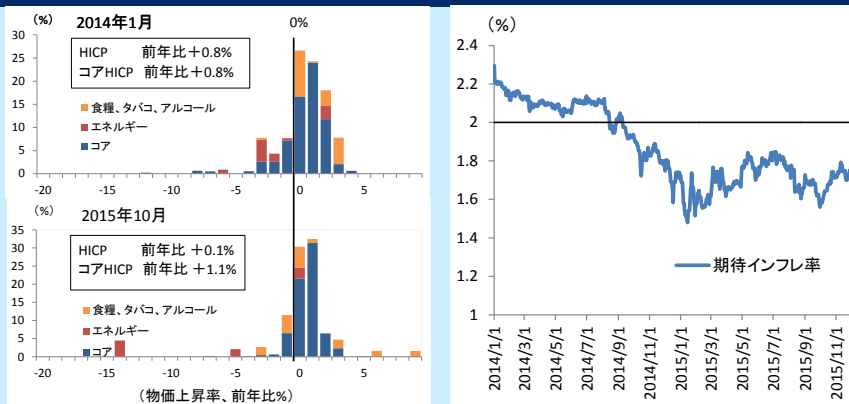 (%)
2014年1月
0%
HICP 前年比+0.8%
コアHICP 前年比+0.8%
食糧、タバコ、アルコール
エネルギー
コア
30
25
20
15
10
5
0
-20 -15 -10 -5 0 5
(%)
2015年10月
HICP 前年比 +0.1%
コアHICP 前年比 +1.1%
食糧、タバコ、アルコール
エネルギー
コア
35
30
25
20
15
10
5
0
-20 -15 -10 -5 0 5
(物価上昇率、前年比%)
(%)
2.4
2.2
2
1.8
1.6
1.4
1.2
1
期待インフレ率
2014/1/1
2014/3/1
2014/5/1
2014/7/1
2014/9/1
2014/11/1
2015/1/1
2015/3/1
2015/5/1
2015/7/1
2015/9/1
2015/11/1